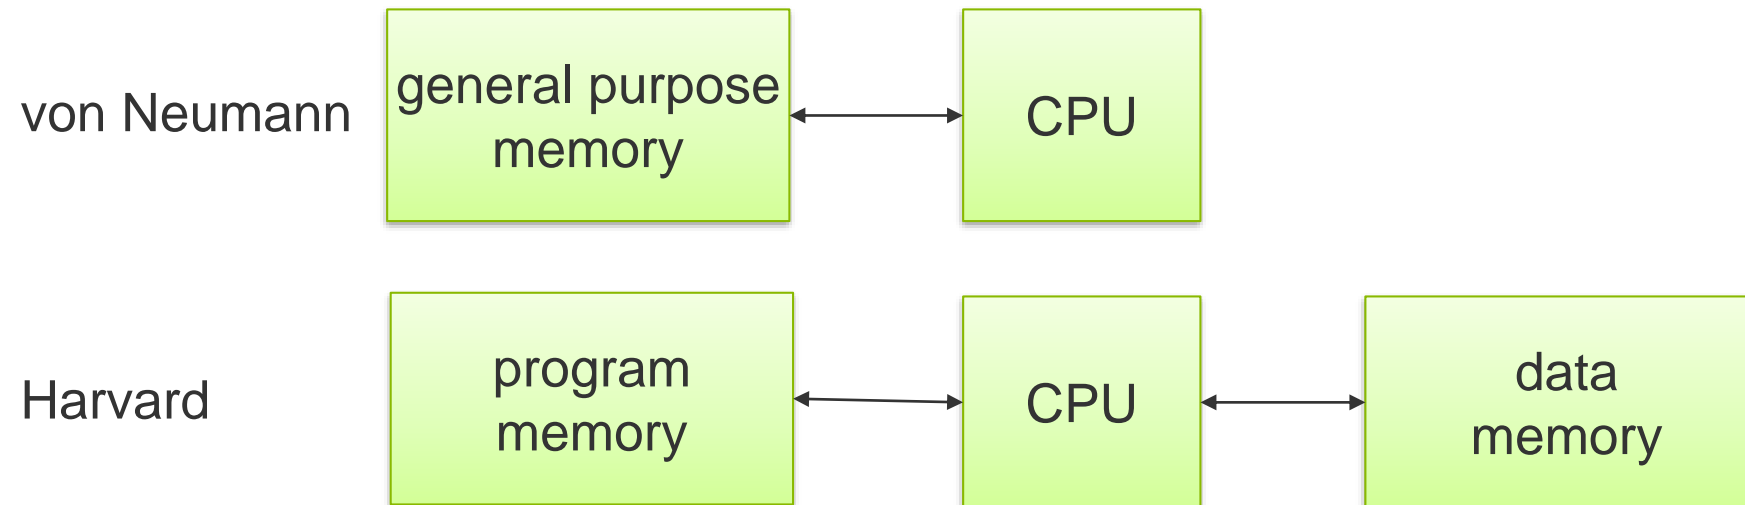 von Neumann
general purpose
memory
CPU
Harvard
program
memory
CPU
data
memory